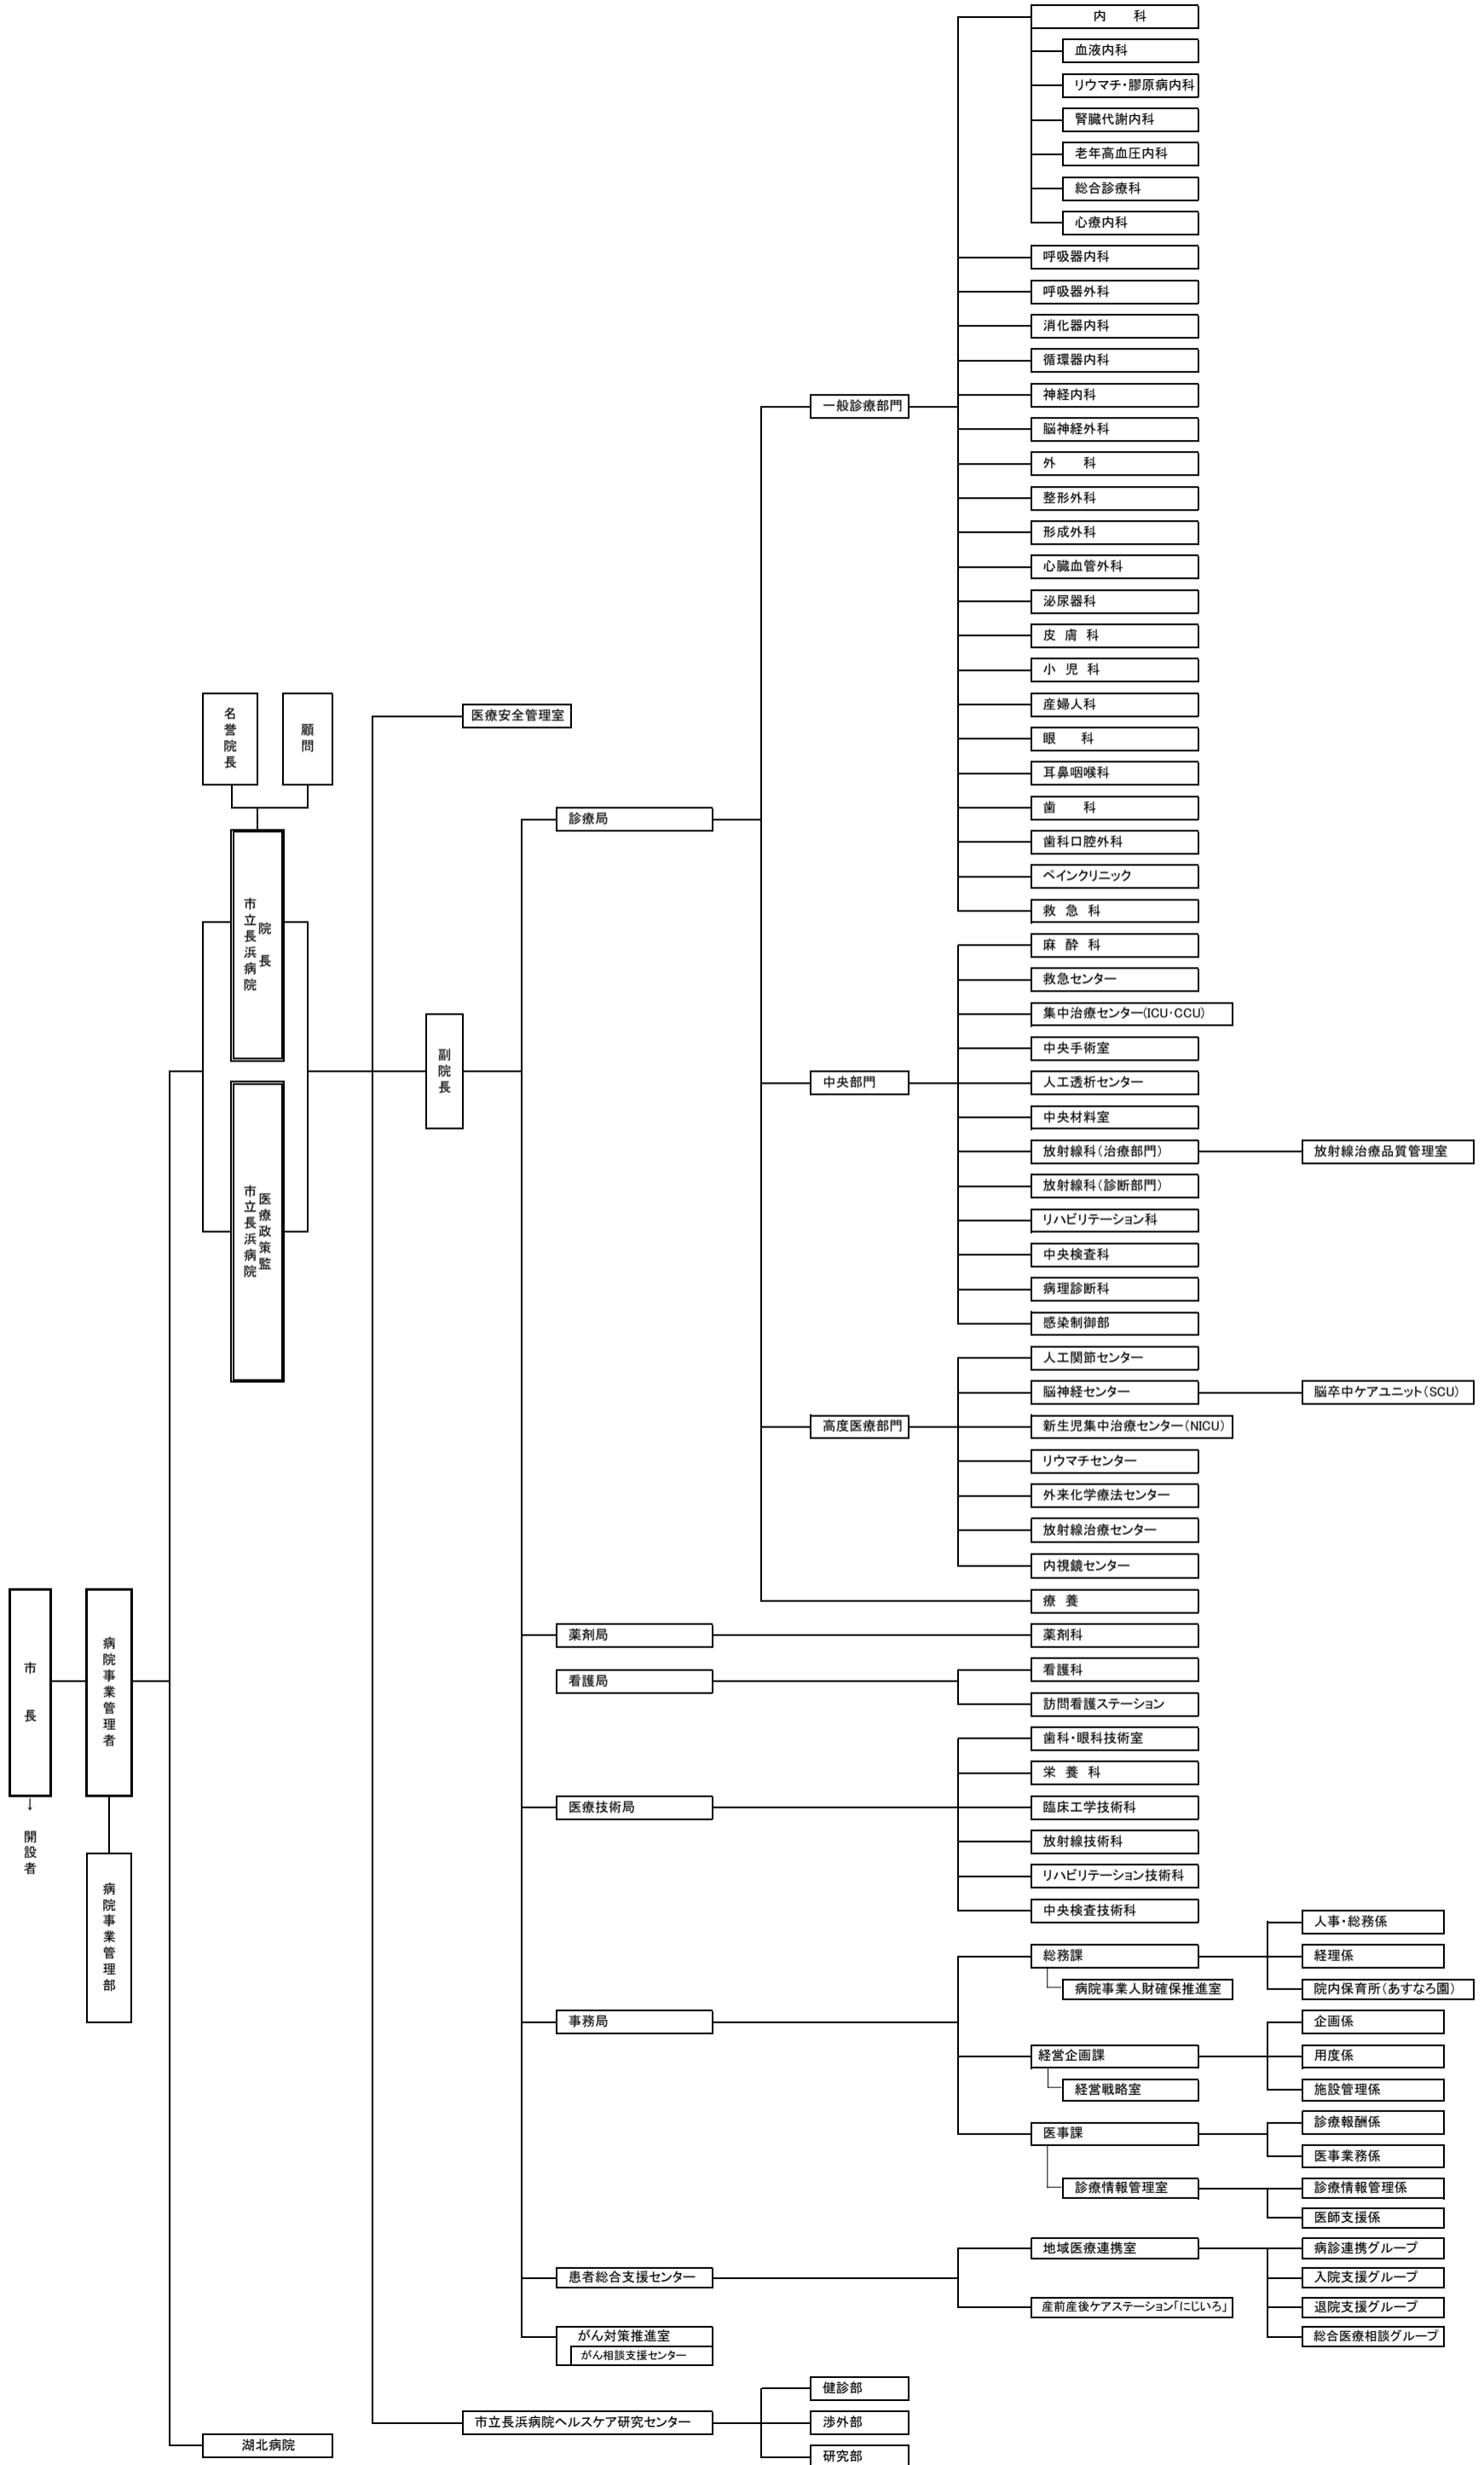 市長
↓
開設者
病院事業管理者
病院事業管理部
名誉院長
顧問
市立長浜病院
院長
市立長浜病院
医療政策監
湖北病院
副院長
医療安全管理室
診療局
一般診療部門
内 科
血液内科
リウマチ・膠原病内科
腎臓代謝内科
老年高血圧内科
総合診療科
心療内科
呼吸器内科
呼吸器外科
消化器内科
循環器内科
神経内科
脳神経外科
外 科
整形外科
形成外科
心臓血管外科
泌尿器科
皮 膚 科
小 児 科
産婦人科
眼 科
耳鼻咽喉科
歯 科
歯科口腔外科
ペインクリニック
救 急 科
中央部門
麻 酔 科
救急センター
集中治療センター(ICU・CCU)
中央手術室
人工透析センター
中央材料室
放射線科(治療部門)
放射線治療品質管理室
放射線科(診断部門)
リハビリテーション科
中央検査科
病理診断科
感染制御部
高度医療部門
人工関節センター
脳神経センター
脳卒中ケアユニット(SCU)
新生児集中治療センター(NICU)
リウマチセンター
外来化学療法センター
放射線治療センター
内視鏡センター
療 養
薬剤局
薬剤科
看護局
看護科
訪問看護ステーション
医療技術局
歯科・眼科技術室
栄 養 科
臨床工学技術科
放射線技術科
リハビリテーション技術科
中央検査技術科
事務局
総務課
病院事業人財確保推進室
人事・総務係
経理係
院内保育所(あすなろ園)
経営企画課
経営戦略室
企画係
用度係
施設管理係
医事課
診療報酬係
医事業務係
診療情報管理室
診療情報管理係
医師支援係
患者総合支援センター
地域医療連携室
病診連携グループ
入院支援グループ
退院支援グループ
総合医療相談グループ
産前産後ケアステーション「にじいろ」
がん対策推進室
がん相談支援センター
市立長浜病院ヘルスケア研究センター
健診部
渉外部
研究部